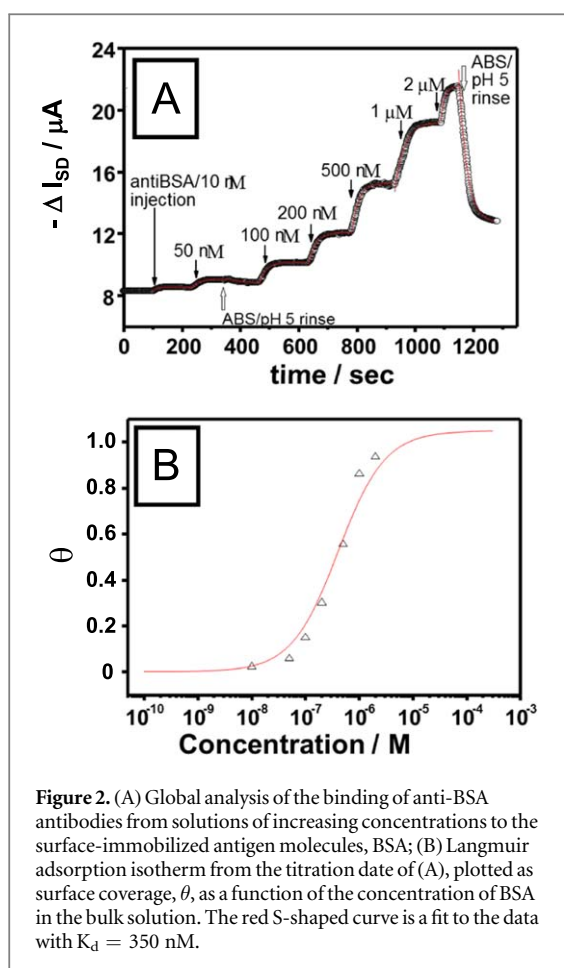 24
20
16
12
8
- Δ I_SD / μA
A
antiBSA/10 nM
injection
50 nM
100 nM
200 nM
500 nM
1 μM
2 μM
ABS/
pH 5
rinse
ABS/pH 5 rinse
0 200 400 600 800 1000 1200
time / sec
B
1.0
0.8
0.6
0.4
0.2
0
θ
10^-10 10^-9 10^-8 10^-7 10^-6 10^-5 10^-4 10^-3
Concentration / M
Figure 2. (A) Global analysis of the binding of anti-BSA
antibodies from solutions of increasing concentrations to the
surface-immobilized antigen molecules, BSA; (B) Langmuir
adsorption isotherm from the titration date of (A), plotted as
surface coverage, θ, as a function of the concentration of BSA
in the bulk solution. The red S-shaped curve is a fit to the data
with K_d = 350 nM.